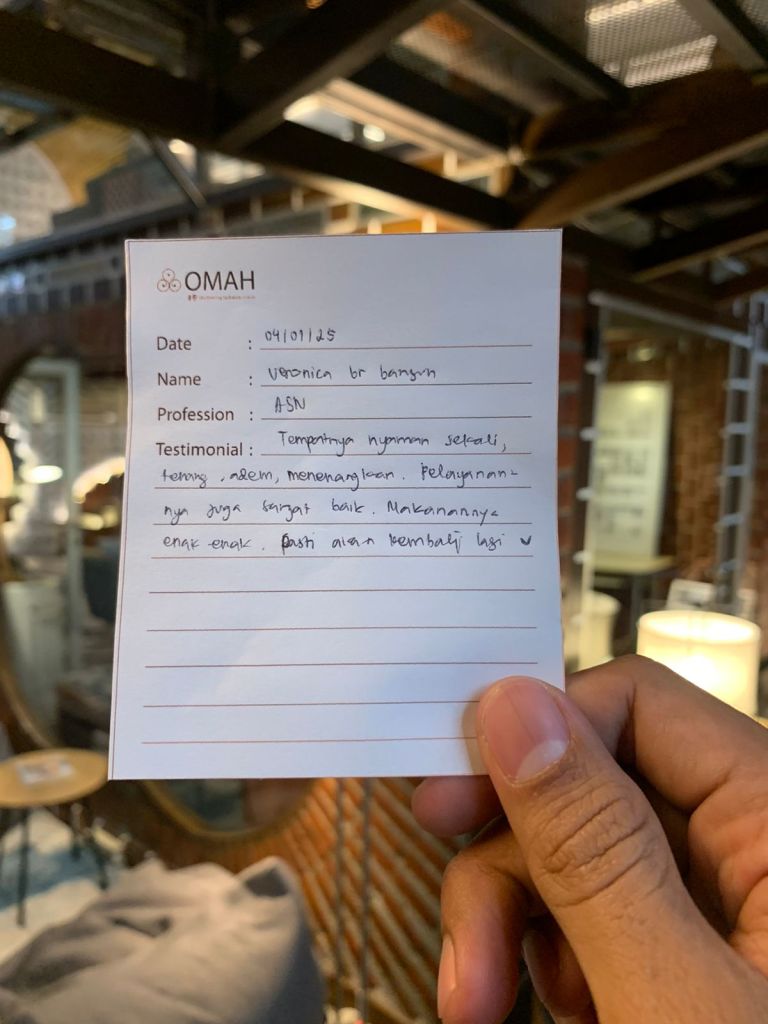 OMAH
Date : 04/01/25
Name : Veronica br bangun
Profession : ASN
Testimonial : Tempatnya nyaman sekali,
tenang, adem, menenangkan. Pelayanan-
nya juga sangat baik. Makanannya
enak-enak. Pasti akan kembali lagi